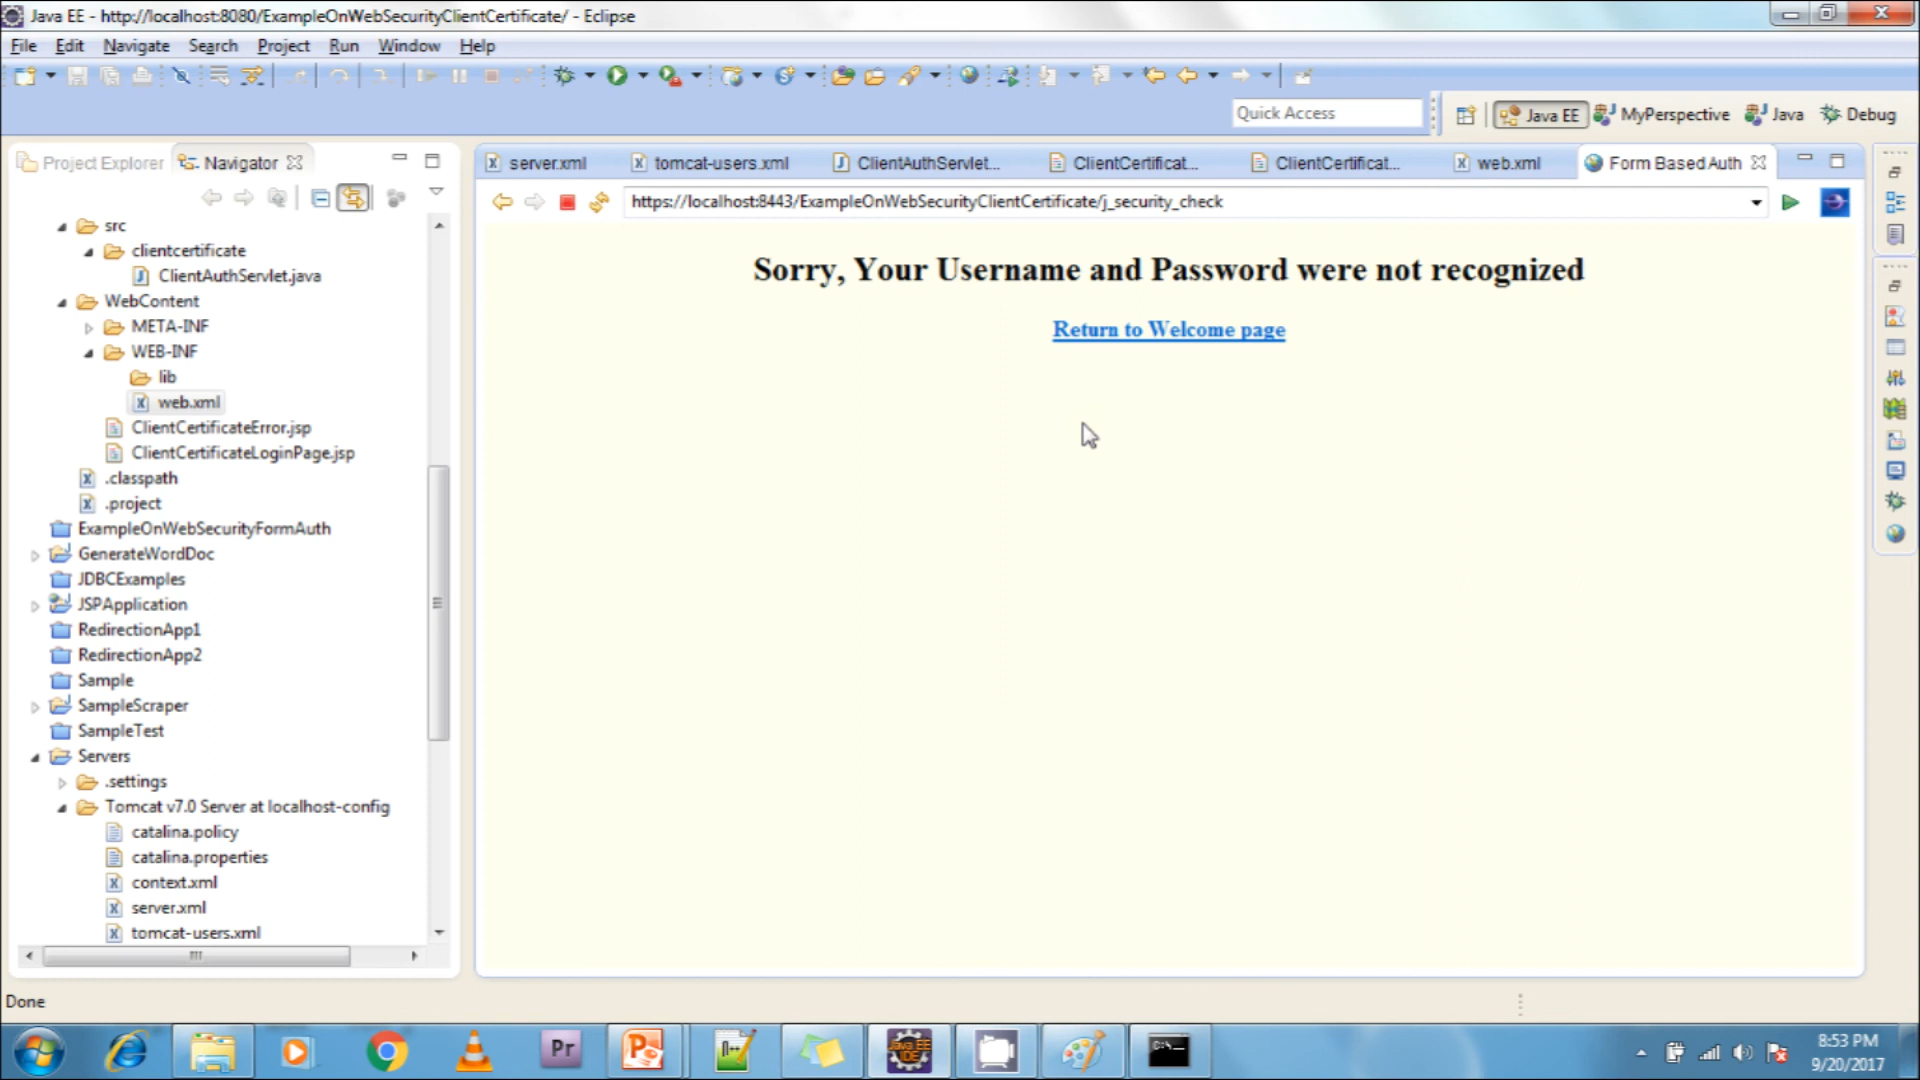 Java EE - http://localhost:8080/ExampleOnWebSecurityClientCertificate/ - Eclipse
File Edit Navigate Search Project Run Window Help
Quick Access
Java EE MyPerspective Java Debug
Project Explorer Navigator
server.xml tomcat-users.xml ClientAuthServlet... ClientCertificat... ClientCertificat... web.xml Form Based Auth
https://localhost:8443/ExampleOnWebSecurityClientCertificate/j_security_check
src
clientcertificate
ClientAuthServlet.java
WebContent
META-INF
WEB-INF
lib
web.xml
ClientCertificateError.jsp
ClientCertificateLoginPage.jsp
.classpath
.project
ExampleOnWebSecurityFormAuth
GenerateWordDoc
JDBCExamples
JSPApplication
RedirectionApp1
RedirectionApp2
Sample
SampleScraper
SampleTest
Servers
.settings
Tomcat v7.0 Server at localhost-config
catalina.policy
catalina.properties
context.xml
server.xml
tomcat-users.xml
Sorry, Your Username and Password were not recognized
Return to Welcome page
Done
Pr
Java EE
IDE
8:53 PM
9/20/2017